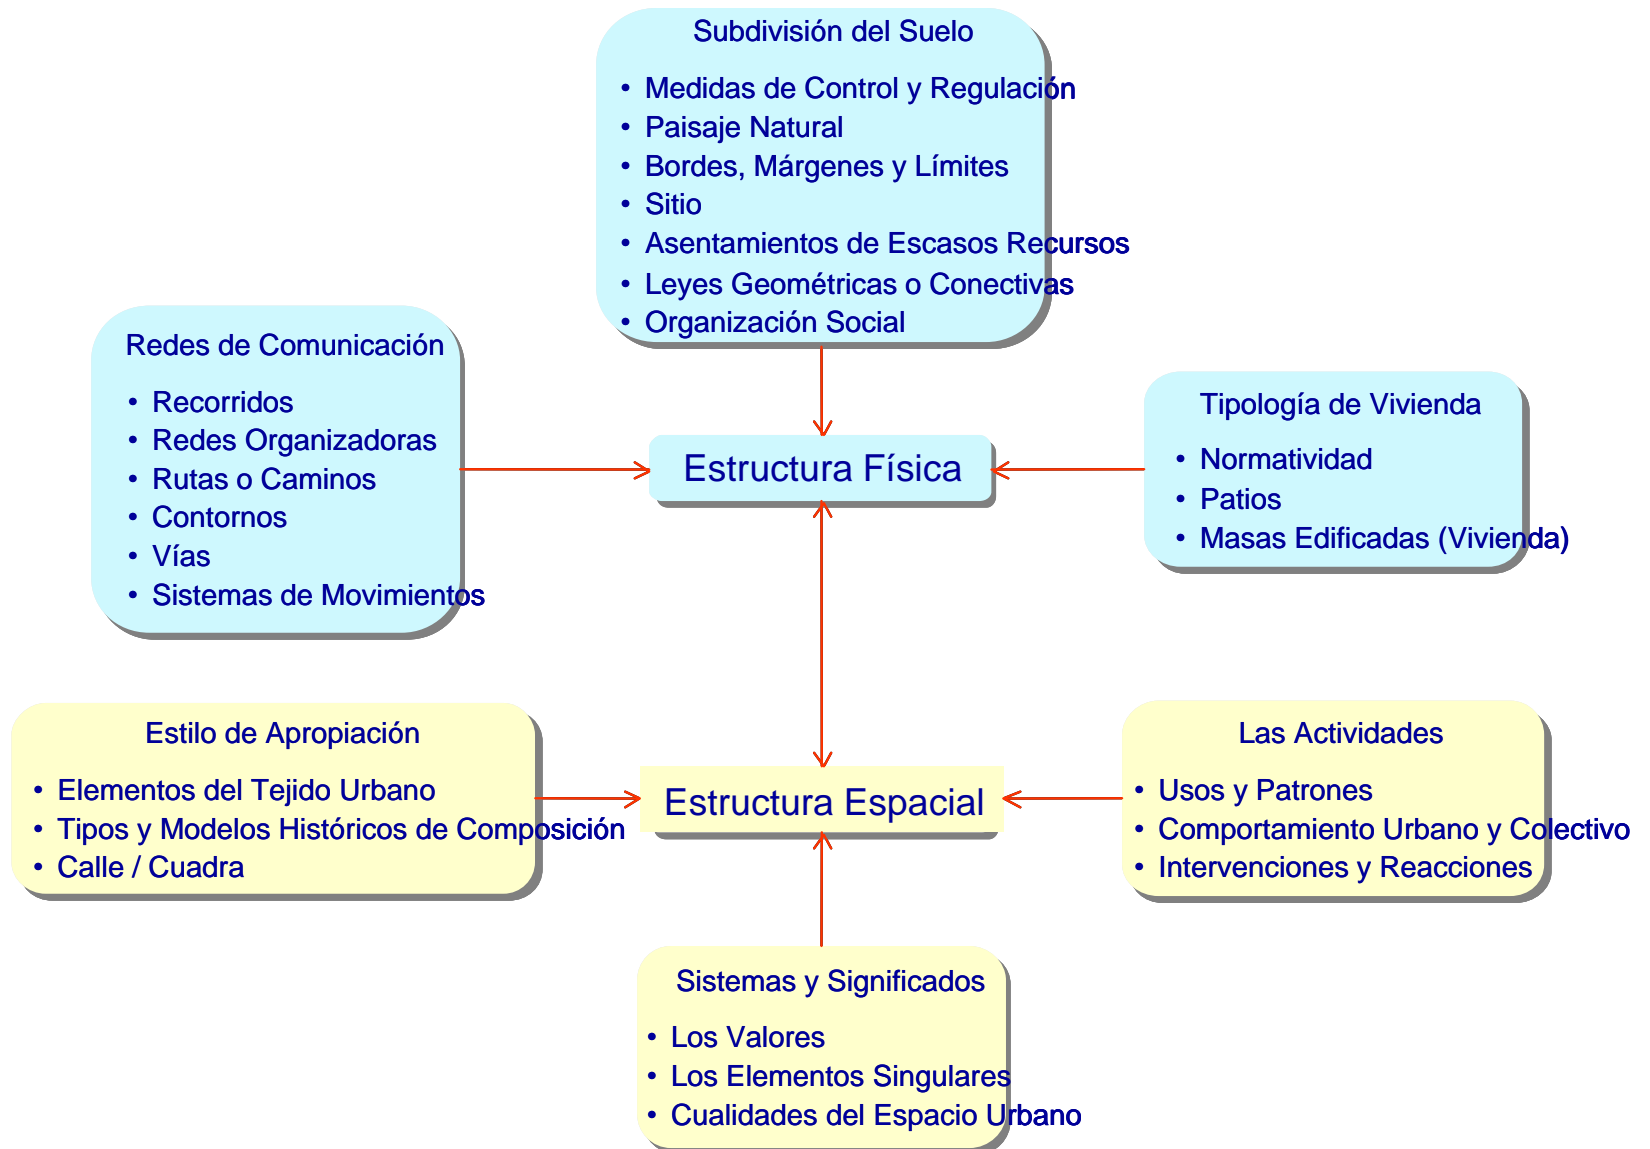 Subdivisión del Suelo
• Medidas de Control y Regulación
• Paisaje Natural
• Bordes, Márgenes y Límites
• Sitio
• Asentamientos de Escasos Recursos
• Leyes Geométricas o Conectivas
• Organización Social
Redes de Comunicación
• Recorridos
• Redes Organizadoras
• Rutas o Caminos
• Contornos
• Vías
• Sistemas de Movimientos
Estructura Física
Tipología de Vivienda
• Normatividad
• Patios
• Masas Edificadas (Vivienda)
Estilo de Apropiación
• Elementos del Tejido Urbano
• Tipos y Modelos Históricos de Composición
• Calle / Cuadra
Estructura Espacial
Las Actividades
• Usos y Patrones
• Comportamiento Urbano y Colectivo
• Intervenciones y Reacciones
Sistemas y Significados
• Los Valores
• Los Elementos Singulares
• Cualidades del Espacio Urbano